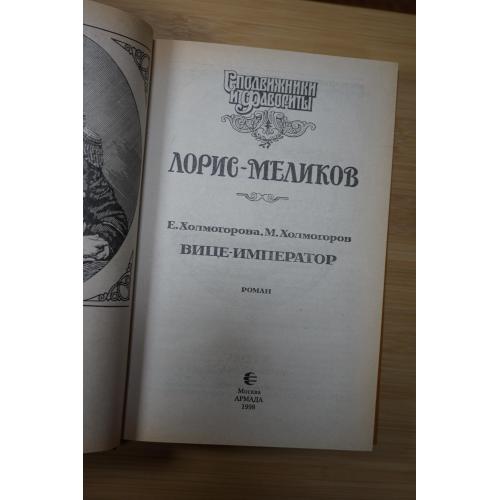 Сподвижники
и Фавориты
ЛОРИС-МЕЛИКОВ
Е. Холмогорова, М. Холмогоров
ВИЦЕ-ИМПЕРАТОР
РОМАН
Москва
АРМАДА
1998